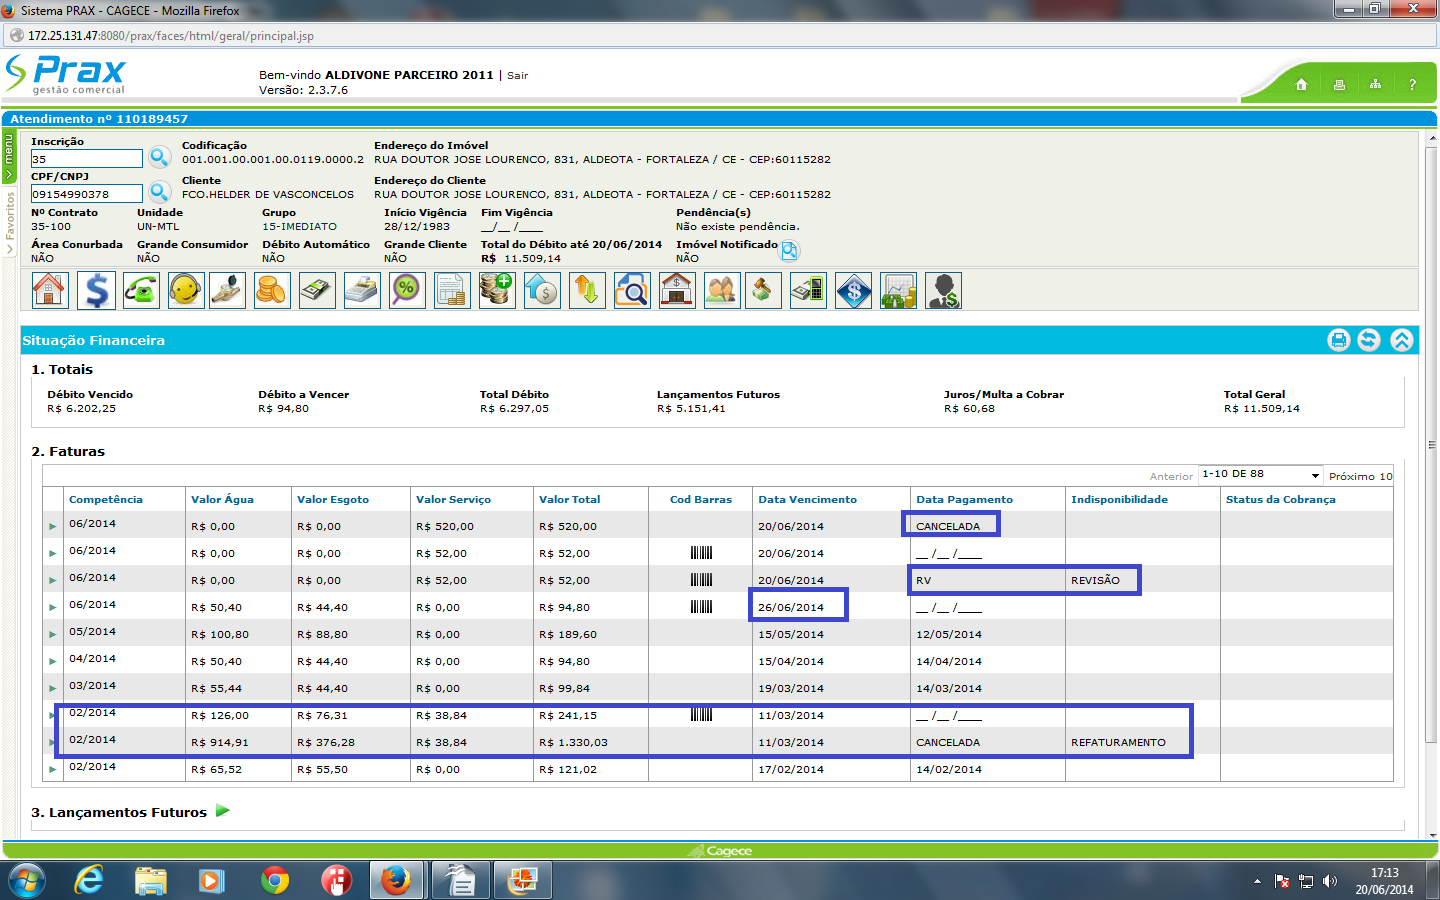 Sistema PRAX - CAGECE - Mozilla Firefox
172.25.131.47:8080/prax/faces/html/geral/principal.jsp
Prax
gestão comercial
Bem-vindo ALDIVONE PARCEIRO 2011 | Sair
Versão: 2.3.7.6
?
Atendimento nº 110189457
menu
Favoritos
Inscrição Codificação Endereço do Imóvel
35 001.001.00.001.00.0119.0000.2 RUA DOUTOR JOSE LOURENCO, 831, ALDEOTA - FORTALEZA / CE - CEP:60115282
CPF/CNPJ Cliente Endereço do Cliente
09154990378 FCO.HELDER DE VASCONCELOS RUA DOUTOR JOSE LOURENCO, 831, ALDEOTA - FORTALEZA / CE - CEP:60115282
Nº Contrato Unidade Grupo Início Vigência Fim Vigência Pendência(s)
35-100 UN-MTL 15-IMEDIATO 28/12/1983 __/__ /____ Não existe pendência.
Área Conurbada Grande Consumidor Débito Automático Grande Cliente Total do Débito até 20/06/2014 Imóvel Notificado
NÃO NÃO NÃO NÃO R$ 11.509,14 NÃO
Situação Financeira
1. Totais
Débito Vencido Débito a Vencer Total Débito Lançamentos Futuros Juros/Multa a Cobrar Total Geral
R$ 6.202,25 R$ 94,80 R$ 6.297,05 R$ 5.151,41 R$ 60,68 R$ 11.509,14
2. Faturas
Anterior 1-10 DE 88 Próximo 10
Competência Valor Água Valor Esgoto Valor Serviço Valor Total Cod Barras Data Vencimento Data Pagamento Indisponibilidade Status da Cobrança
06/2014 R$ 0,00 R$ 0,00 R$ 520,00 R$ 520,00 20/06/2014 CANCELADA
06/2014 R$ 0,00 R$ 0,00 R$ 52,00 R$ 52,00 20/06/2014 __ /__ /____
06/2014 R$ 0,00 R$ 0,00 R$ 52,00 R$ 52,00 20/06/2014 RV REVISÃO
06/2014 R$ 50,40 R$ 44,40 R$ 0,00 R$ 94,80 26/06/2014 __ /__ /____
05/2014 R$ 100,80 R$ 88,80 R$ 0,00 R$ 189,60 15/05/2014 12/05/2014
04/2014 R$ 50,40 R$ 44,40 R$ 0,00 R$ 94,80 15/04/2014 14/04/2014
03/2014 R$ 55,44 R$ 44,40 R$ 0,00 R$ 99,84 19/03/2014 14/03/2014
02/2014 R$ 126,00 R$ 76,31 R$ 38,84 R$ 241,15 11/03/2014 __ /__ /____
02/2014 R$ 914,91 R$ 376,28 R$ 38,84 R$ 1.330,03 11/03/2014 CANCELADA REFATURAMENTO
02/2014 R$ 65,52 R$ 55,50 R$ 0,00 R$ 121,02 17/02/2014 14/02/2014
3. Lançamentos Futuros
Cagece
17:13
20/06/2014